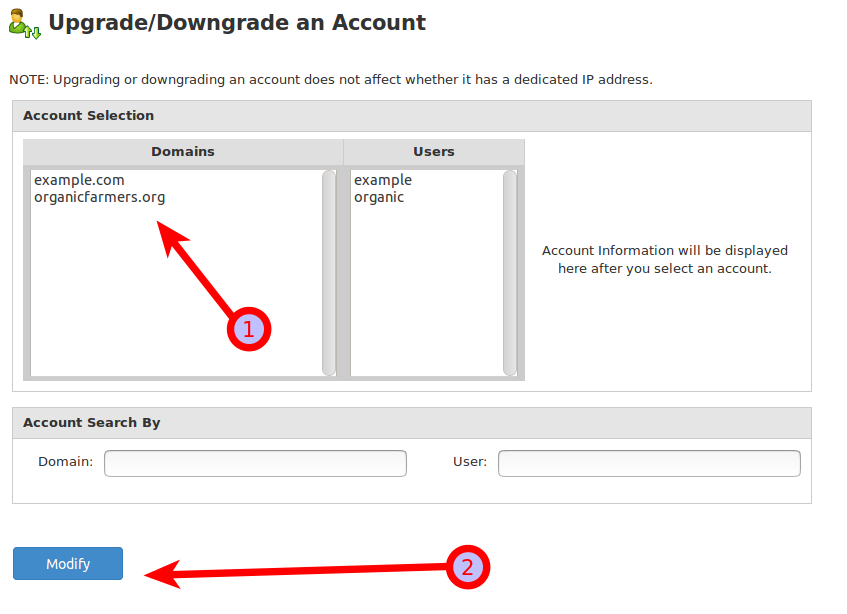 Upgrade/Downgrade an Account
NOTE: Upgrading or downgrading an account does not affect whether it has a dedicated IP address.
Account Selection
Domains Users
example.com example
organicfarmers.org organic
Account Information will be displayed
here after you select an account.
1
Account Search By
Domain: User:
Modify
2